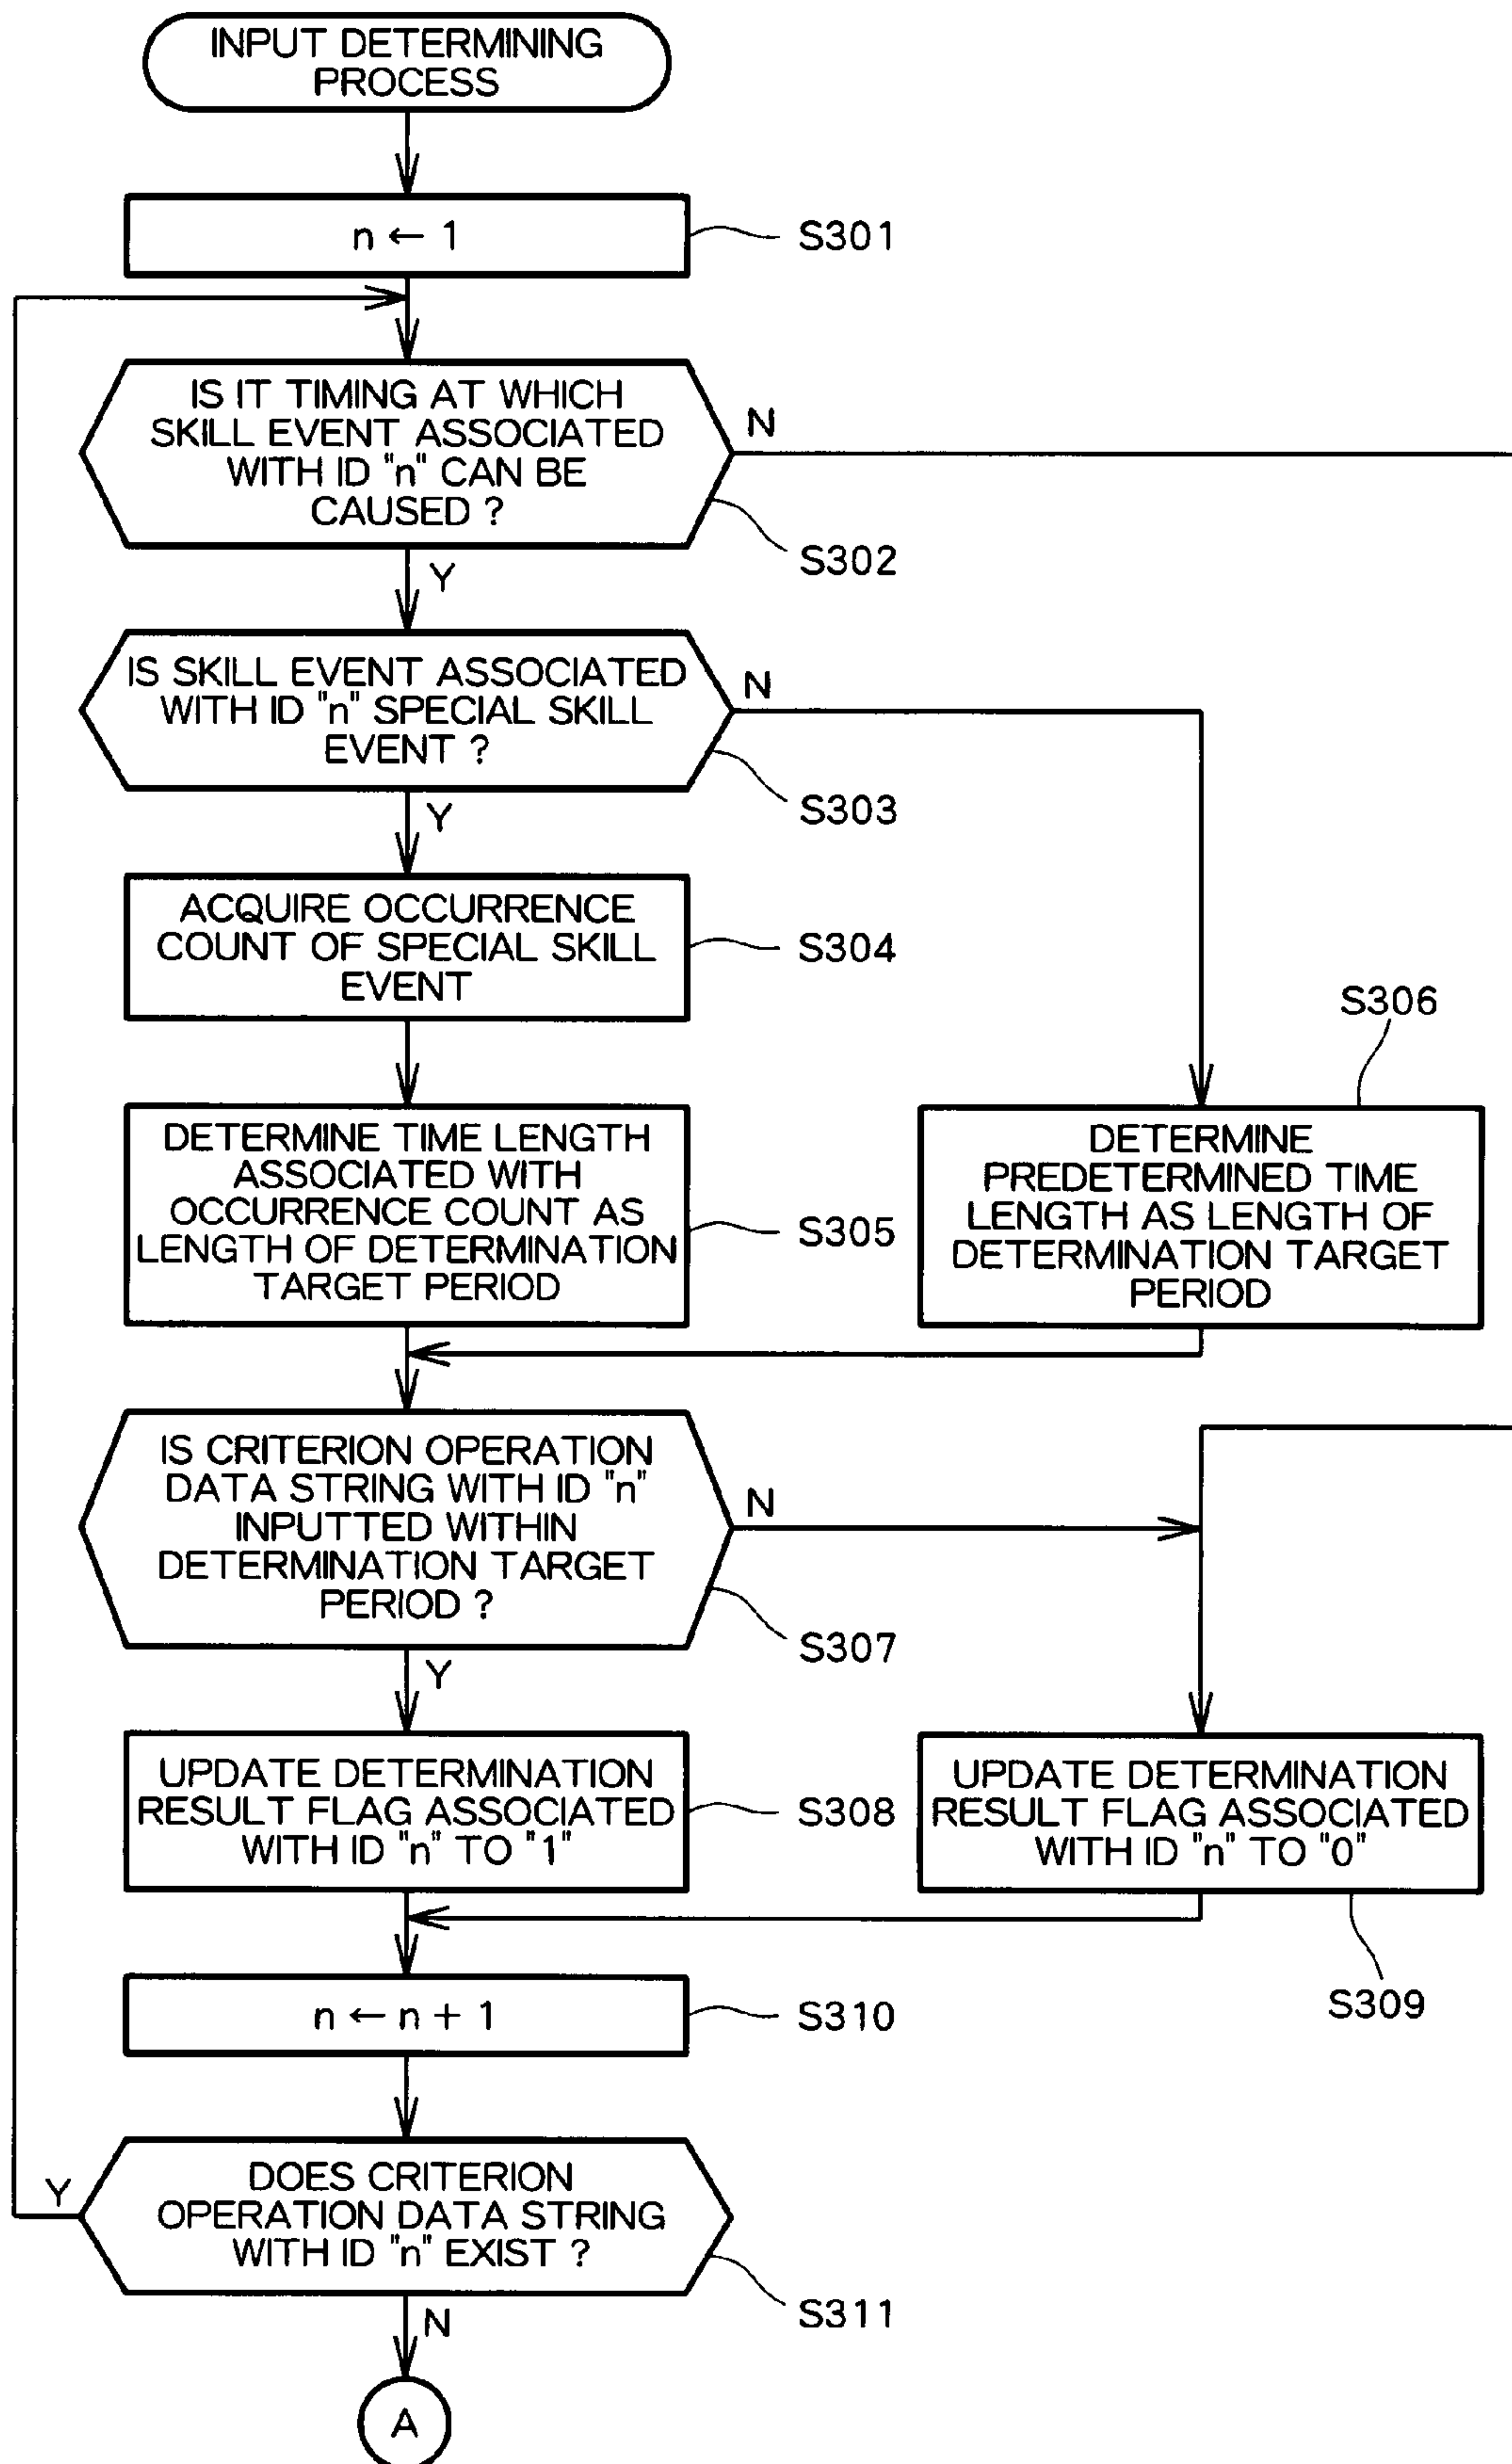 INPUT DETERMINING
PROCESS
n ← 1
S301
IS IT TIMING AT WHICH
SKILL EVENT ASSOCIATED
WITH ID "n" CAN BE
CAUSED ?
N
S302
Y
IS SKILL EVENT ASSOCIATED
WITH ID "n" SPECIAL SKILL
EVENT ?
N
S303
Y
ACQUIRE OCCURRENCE
COUNT OF SPECIAL SKILL
EVENT
S304
S306
DETERMINE TIME LENGTH
ASSOCIATED WITH
OCCURRENCE COUNT AS
LENGTH OF DETERMINATION
TARGET PERIOD
S305
DETERMINE
PREDETERMINED TIME
LENGTH AS LENGTH OF
DETERMINATION TARGET
PERIOD
IS CRITERION OPERATION
DATA STRING WITH ID "n"
INPUTTED WITHIN
DETERMINATION TARGET
PERIOD ?
N
S307
Y
UPDATE DETERMINATION
RESULT FLAG ASSOCIATED
WITH ID "n" TO "1"
S308
UPDATE DETERMINATION
RESULT FLAG ASSOCIATED
WITH ID "n" TO "0"
S309
n ← n + 1
S310
Y
DOES CRITERION
OPERATION DATA STRING
WITH ID "n" EXIST ?
S311
N
A